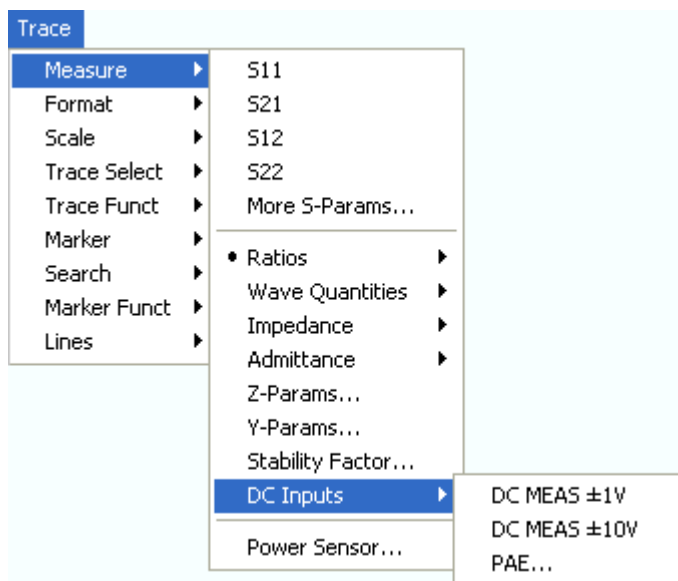 Trace
Measure
Format
Scale
Trace Select
Trace Funct
Marker
Search
Marker Funct
Lines
S11
S21
S12
S22
More S-Params...
Ratios
Wave Quantities
Impedance
Admittance
Z-Params...
Y-Params...
Stability Factor...
DC Inputs
Power Sensor...
DC MEAS ±1V
DC MEAS ±10V
PAE...